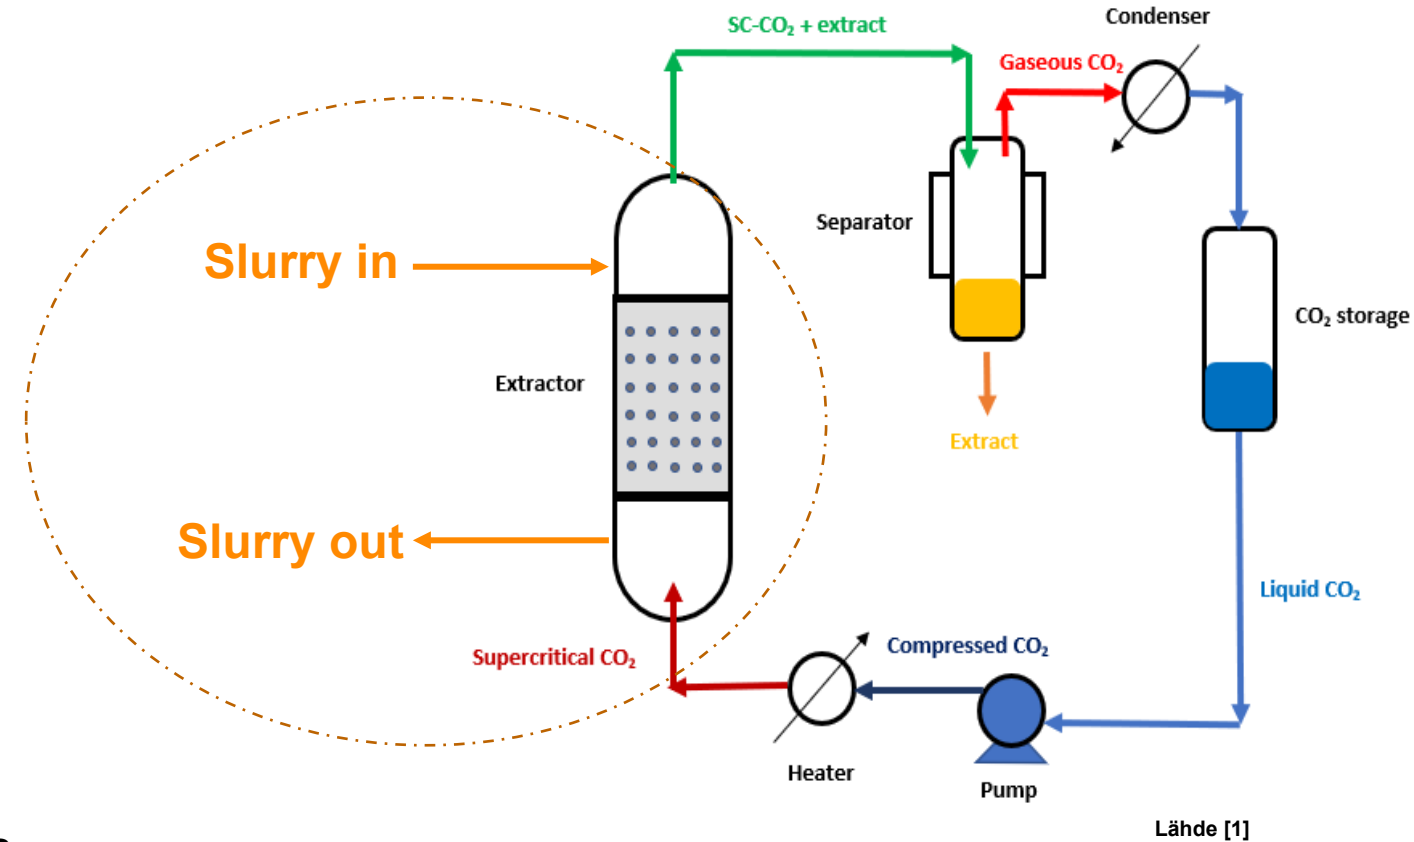 Condenser
SC-CO₂ + extract
Gaseous CO₂
Separator
Slurry in
CO₂ storage
Extractor
Extract
Slurry out
Liquid CO₂
Compressed CO₂
Supercritical CO₂
Heater
Pump
Lähde [1]